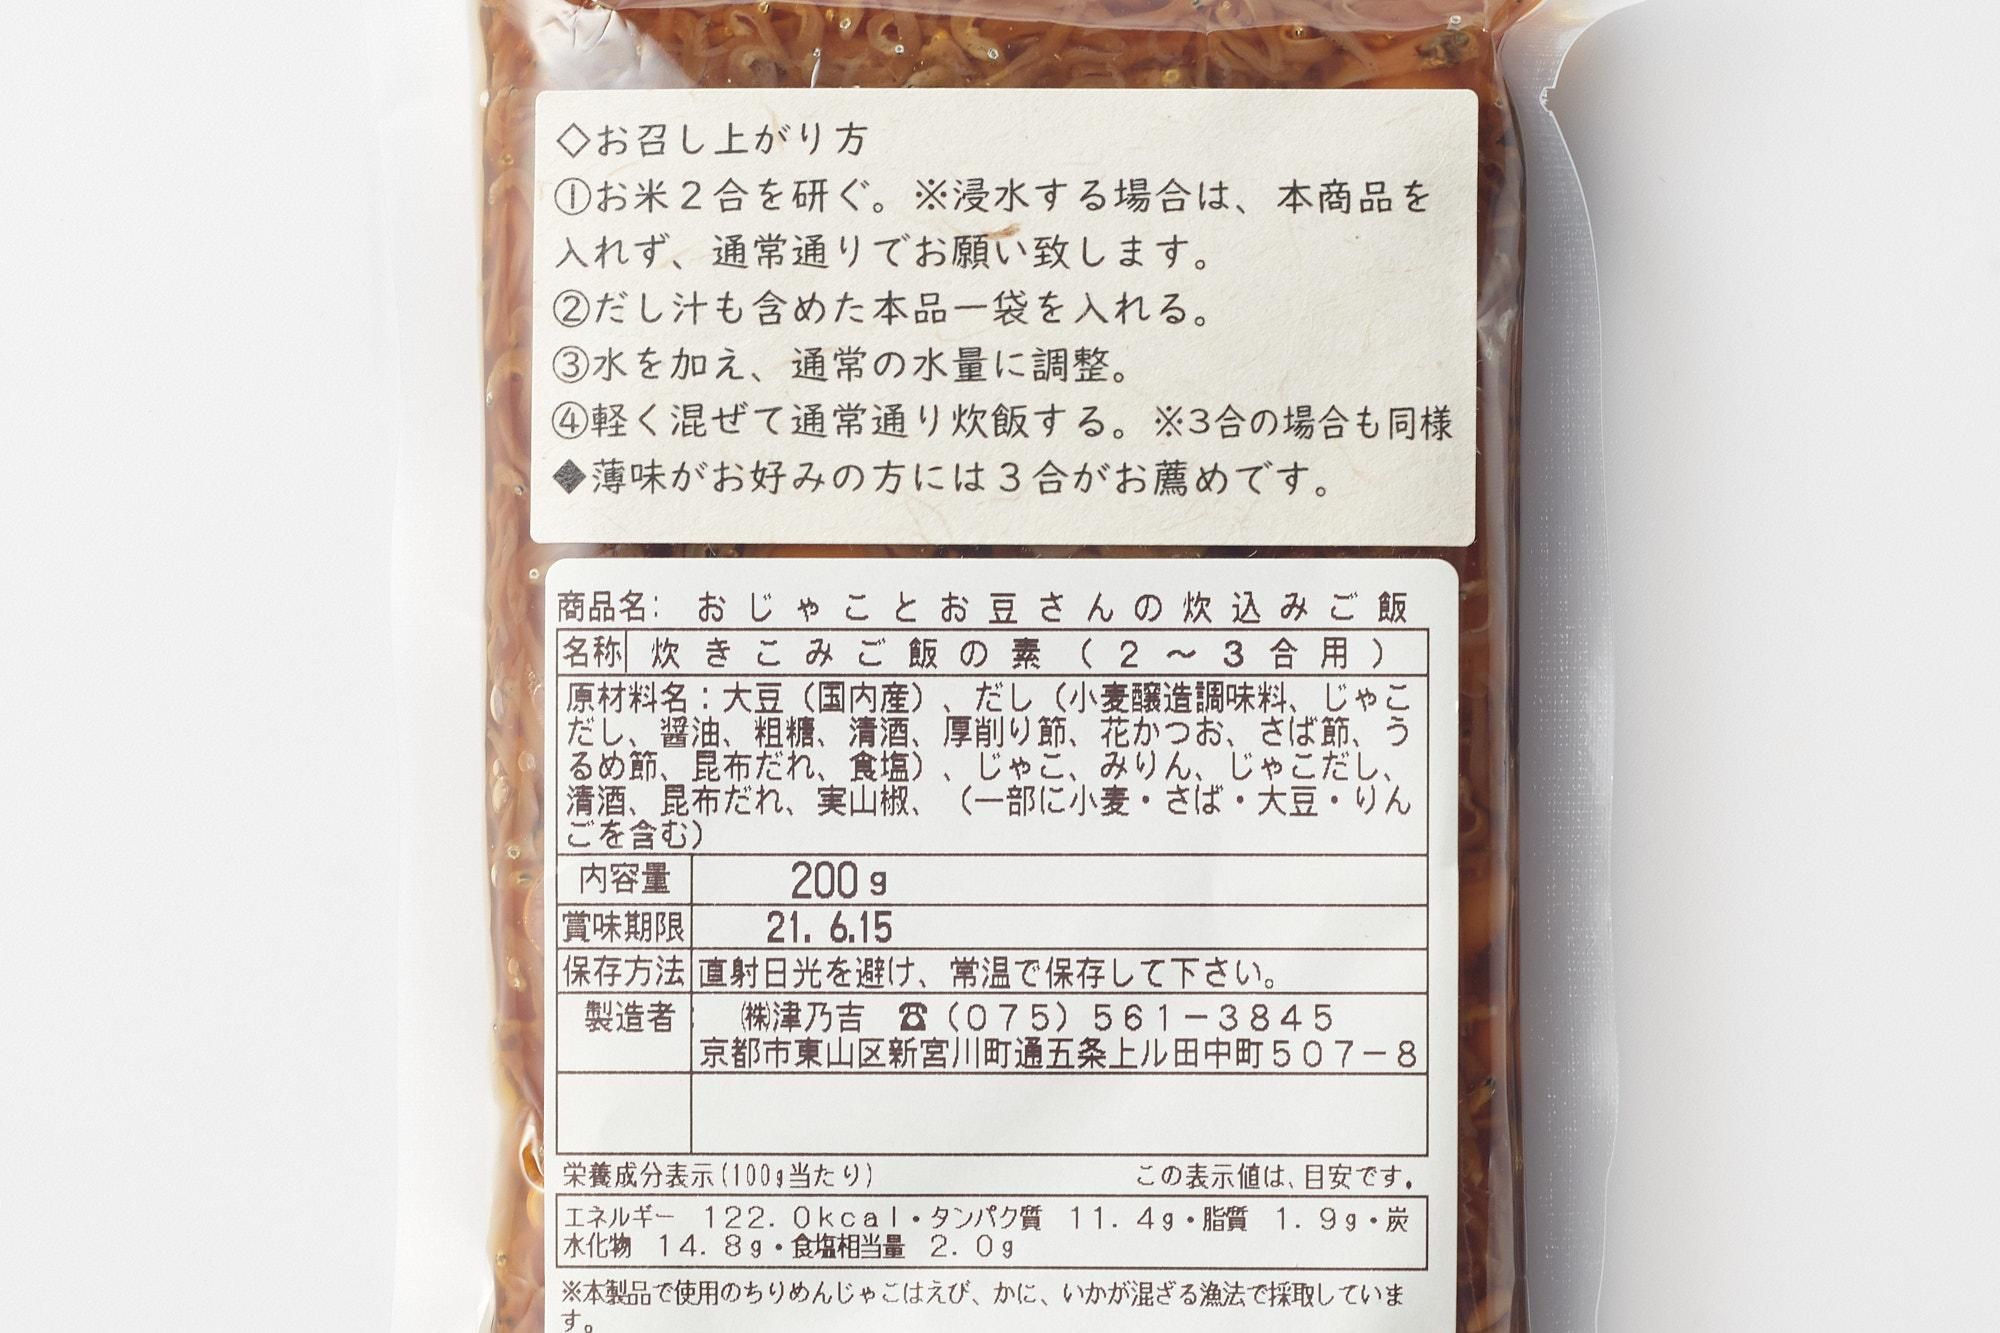 ◇お召し上がり方
①お米２合を研ぐ。※浸水する場合は、本商品を
入れず、通常通りでお願い致します。
②だし汁も含めた本品一袋を入れる。
③水を加え、通常の水量に調整。
④軽く混ぜて通常通り炊飯する。※3合の場合も同様
◆薄味がお好みの方には３合がお薦めです。
商品名: おじゃことお豆さんの炊込みご飯
名称 炊きこみご飯の素（２～３合用）
原材料名：大豆（国内産）、だし（小麦醸造調味料、じゃこ
だし、醤油、粗糖、清酒、厚削り節、花かつお、さば節、う
るめ節、昆布だれ、食塩）、じゃこ、みりん、じゃこだし、
清酒、昆布だれ、実山椒、（一部に小麦・さば・大豆・りん
ごを含む）
内容量 200g
賞味期限 21. 6.15
保存方法 直射日光を避け、常温で保存して下さい。
製造者: ㈱津乃吉 ☎（０７５）５６１－３８４５
京都市東山区新宮川町通五条上ル田中町５０７－８
栄養成分表示(100g当たり) この表示値は、目安です。
エネルギー 122.0kcal・タンパク質 11.4g・脂質 1.9g・炭
水化物 14.8g・食塩相当量 2.0g
※本製品で使用のちりめんじゃこはえび、かに、いかが混ざる漁法で採取していま
す。